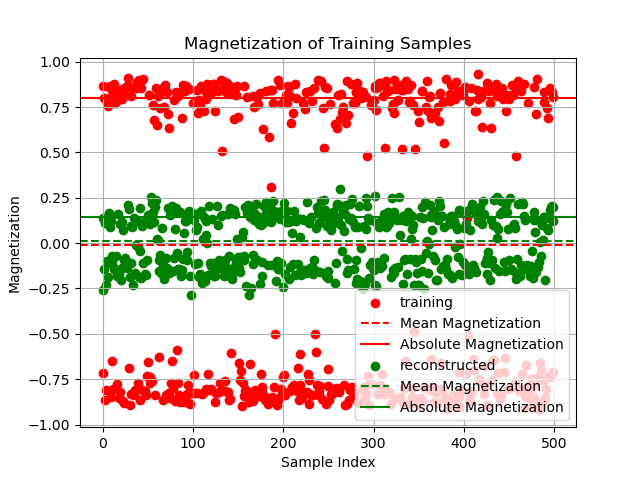 Magnetization of Training Samples
Magnetization
1.00
0.75
0.50
0.25
0.00
−0.25
−0.50
−0.75
−1.00
training
Mean Magnetization
Absolute Magnetization
reconstructed
Mean Magnetization
Absolute Magnetization
0
100
200
300
400
500
Sample Index